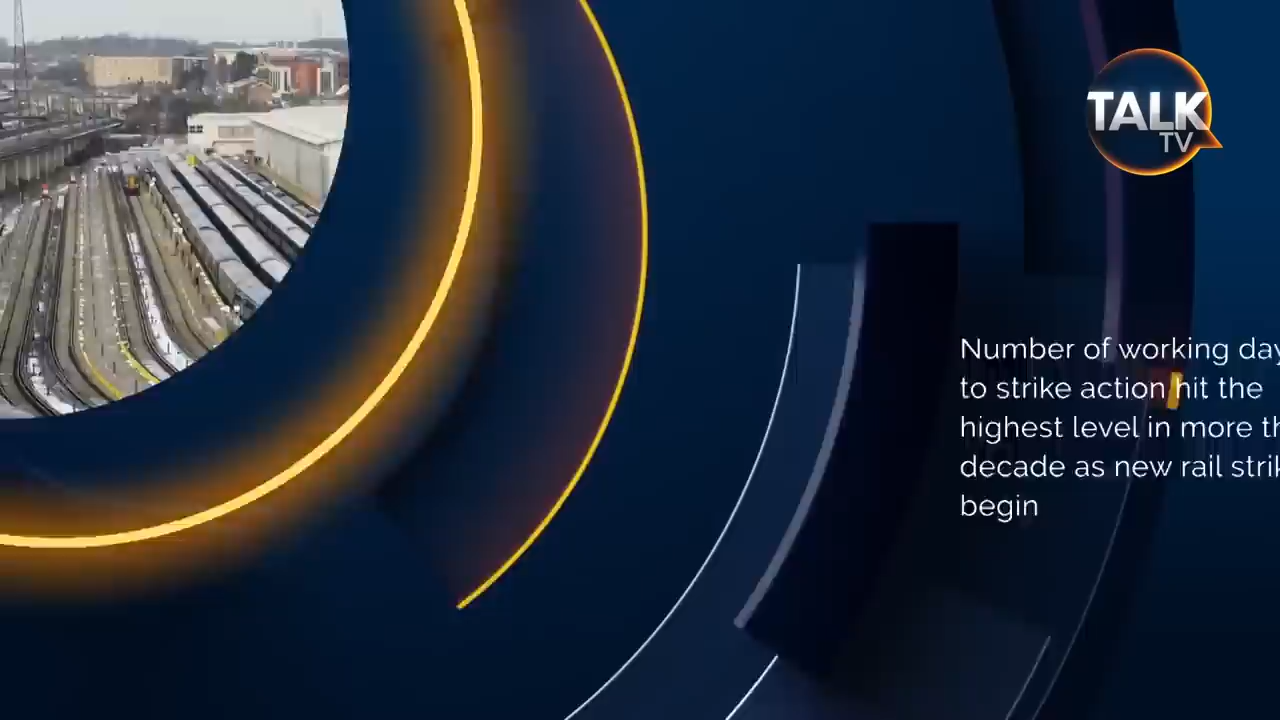 TALK
TV
Number of working day
to strike action hit the
highest level in more th
decade as new rail strik
begin